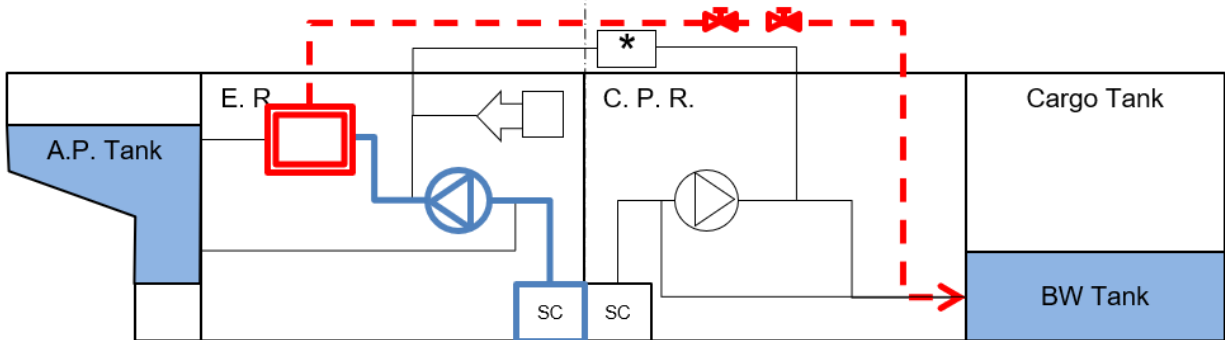 *
E. R.
C. P. R.
Cargo Tank
A.P. Tank
BW Tank
SC
SC